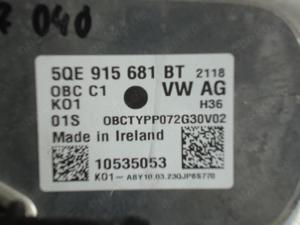 040
5QE 915 681 BT 2118
OBC C1 VW AG
K01 H36
01S OBCTYPP072G30V02
Made in Ireland
10535053
K01-A8Y10.03.23QJP6S770